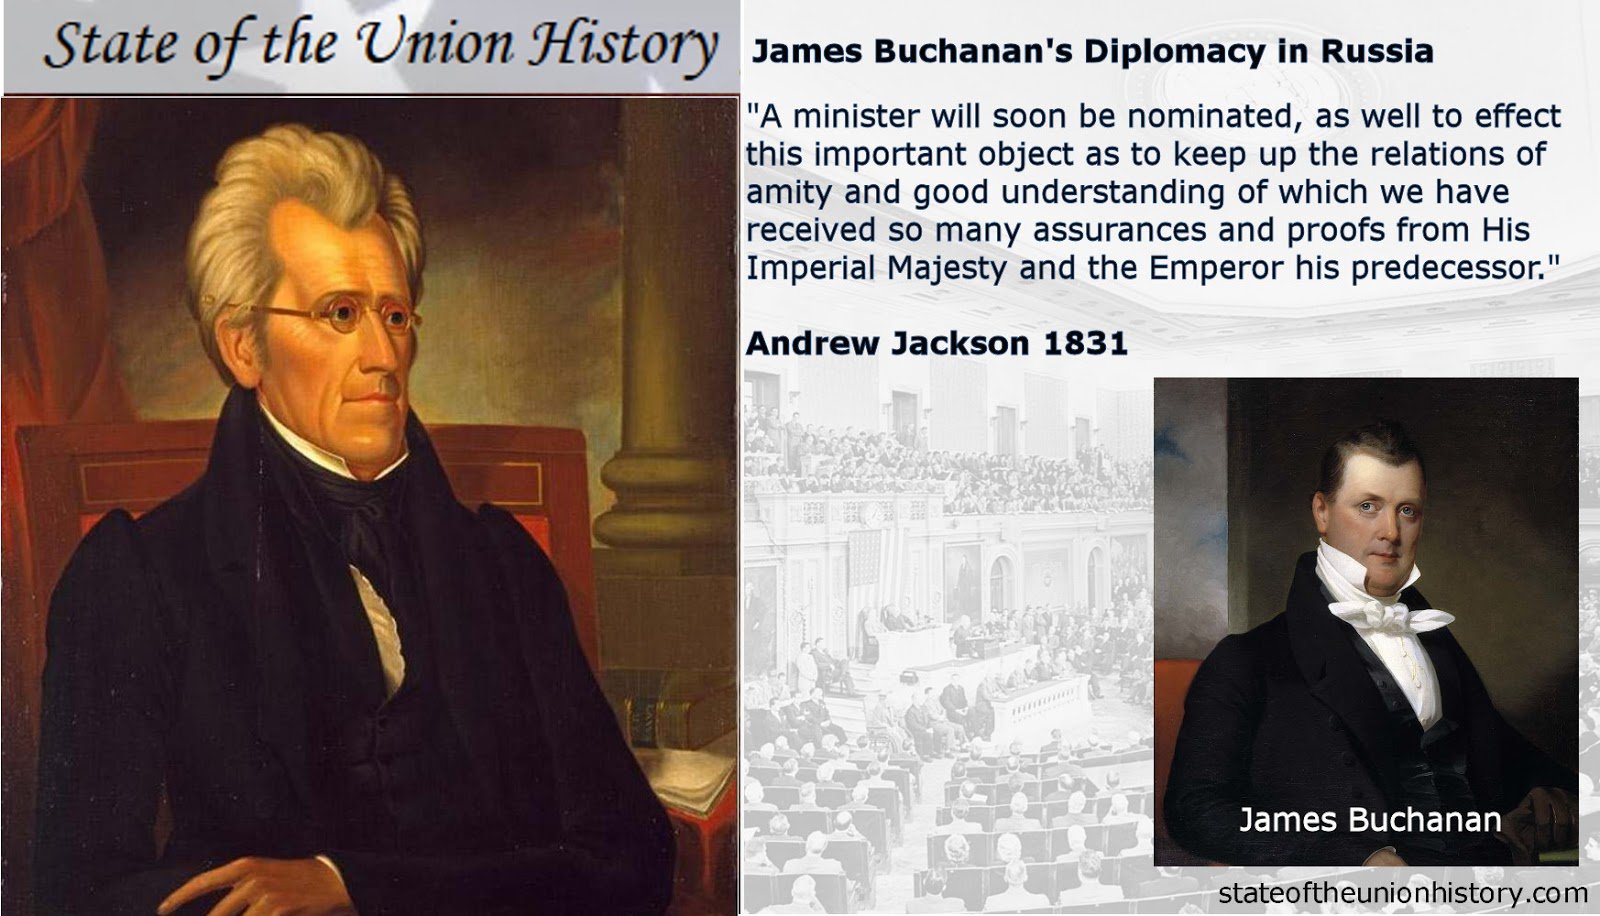 State of the Union History
James Buchanan's Diplomacy in Russia
"A minister will soon be nominated, as well to effect
this important object as to keep up the relations of
amity and good understanding of which we have
received so many assurances and proofs from His
Imperial Majesty and the Emperor his predecessor."
Andrew Jackson 1831
James Buchanan
stateoftheunionhistory.com